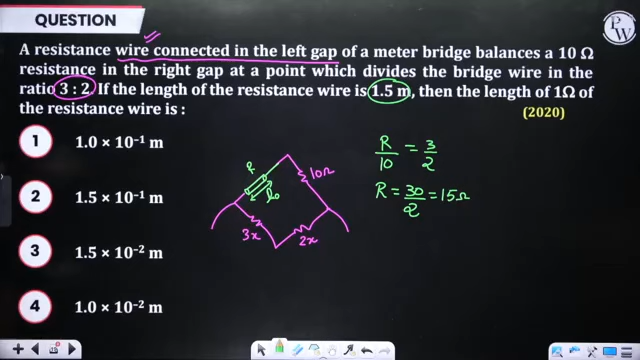 QUESTION
PW
A resistance wire connected in the left gap of a meter bridge balances a 10 Ω
resistance in the right gap at a point which divides the bridge wire in the
ratio 3 : 2. If the length of the resistance wire is 1.5 m, then the length of 1Ω of
the resistance wire is :
(2020)
1 1.0 × 10⁻¹ m
2 1.5 × 10⁻¹ m
3 1.5 × 10⁻² m
4 1.0 × 10⁻² m
R
10Ω
l₀
3x
2x
R/10 = 3/2
R = 30/2 = 15Ω